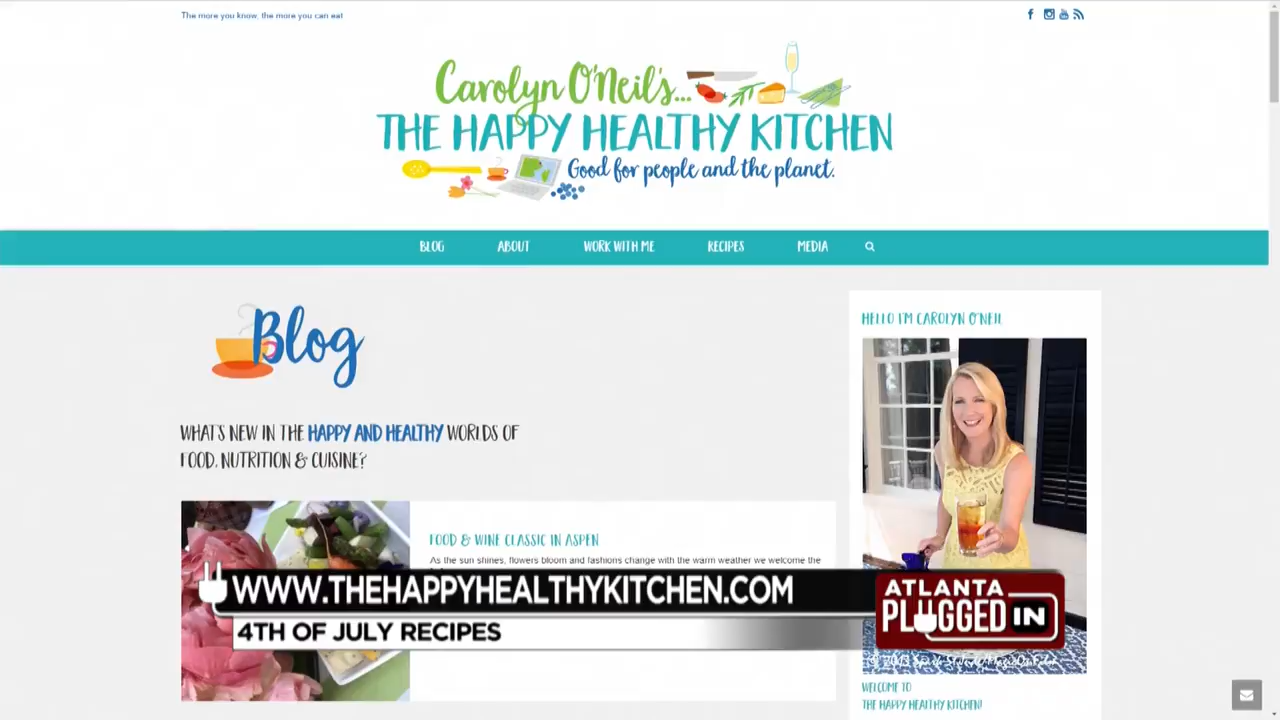 The more you know, the more you can eat
Carolyn O'Neil's...
THE HAPPY HEALTHY KITCHEN
Good for people and the planet.
BLOG ABOUT WORK WITH ME RECIPES MEDIA
Blog
WHAT'S NEW IN THE HAPPY AND HEALTHY WORLDS OF
FOOD, NUTRITION & CUISINE?
FOOD & WINE CLASSIC IN ASPEN
As the sun shines, flowers bloom and fashions change with the warm weather we welcome the
HELLO I'M CAROLYN O'NEIL
WWW.THEHAPPYHEALTHYKITCHEN.COM
4TH OF JULY RECIPES
ATLANTA
PLUGGED IN
WELCOME TO
THE HAPPY HEALTHY KITCHEN!